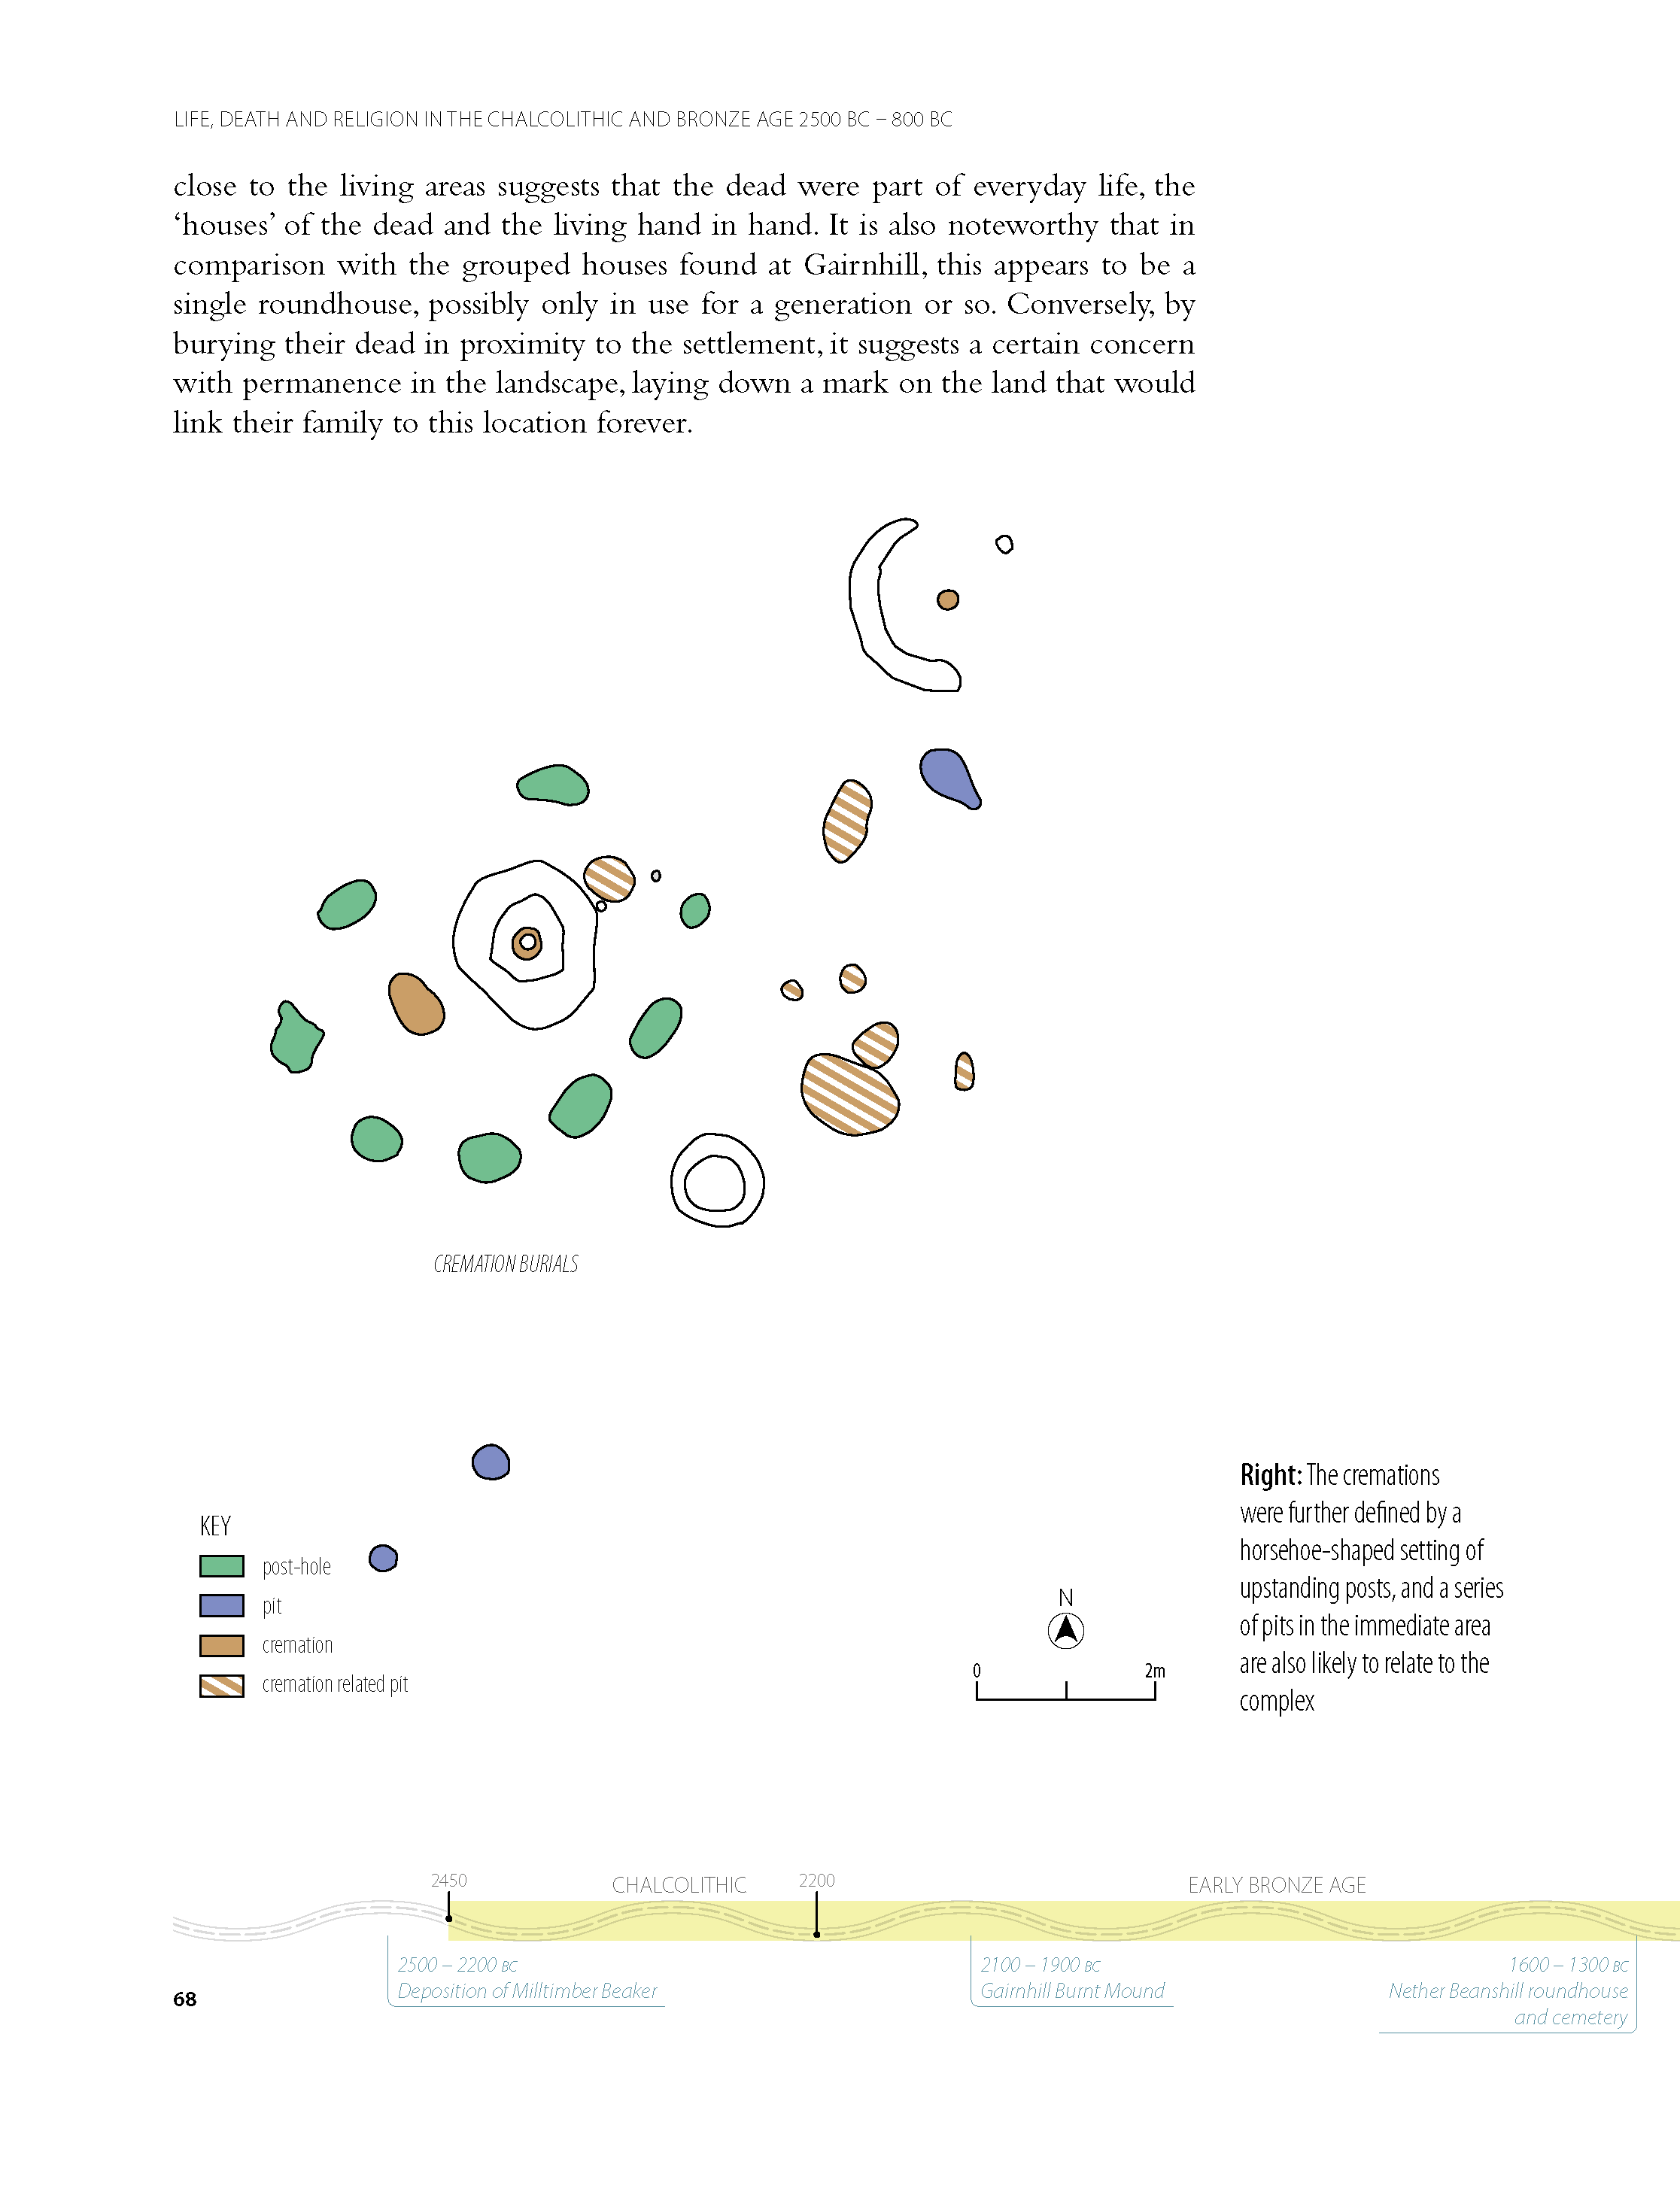 LIFE, DEATH AND RELIGION IN THE CHALCOLITHIC AND BRONZE AGE 2500 BC – 800 BC
close to the living areas suggests that the dead were part of everyday life, the
‘houses’ of the dead and the living hand in hand. It is also noteworthy that in
comparison with the grouped houses found at Gairnhill, this appears to be a
single roundhouse, possibly only in use for a generation or so. Conversely, by
burying their dead in proximity to the settlement, it suggests a certain concern
with permanence in the landscape, laying down a mark on the land that would
link their family to this location forever.
CREMATION BURIALS
KEY
post-hole
pit
cremation
cremation related pit
N
0 2m
Right: The cremations
were further defined by a
horsehoe-shaped setting of
upstanding posts, and a series
of pits in the immediate area
are also likely to relate to the
complex
2450 CHALCOLITHIC 2200 EARLY BRONZE AGE
2500 – 2200 BC
Deposition of Milltimber Beaker
2100 – 1900 BC
Gairnhill Burnt Mound
1600 – 1300 BC
Nether Beanshill roundhouse
and cemetery
68